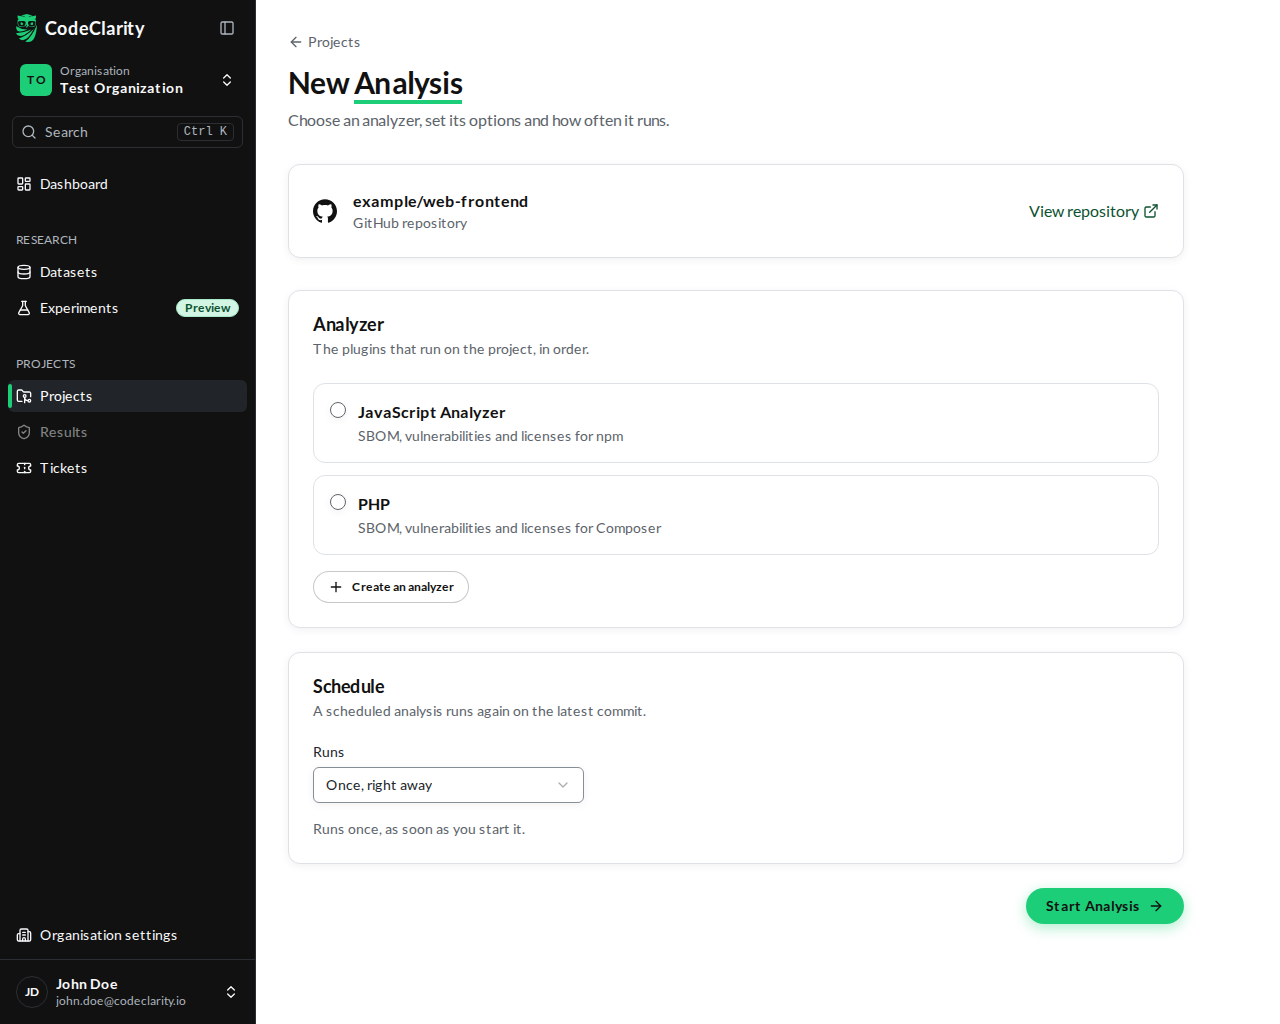 CodeClarity
TO
Organisation
Test Organization
Search
Ctrl K
Dashboard
RESEARCH
Datasets
Experiments
Preview
PROJECTS
Projects
Results
Tickets
Organisation settings
JD
John Doe
john.doe@codeclarity.io
Projects
New Analysis
Choose an analyzer, set its options and how often it runs.
example/web-frontend
GitHub repository
View repository
Analyzer
The plugins that run on the project, in order.
JavaScript Analyzer
SBOM, vulnerabilities and licenses for npm
PHP
SBOM, vulnerabilities and licenses for Composer
Create an analyzer
Schedule
A scheduled analysis runs again on the latest commit.
Runs
Once, right away
Runs once, as soon as you start it.
Start Analysis